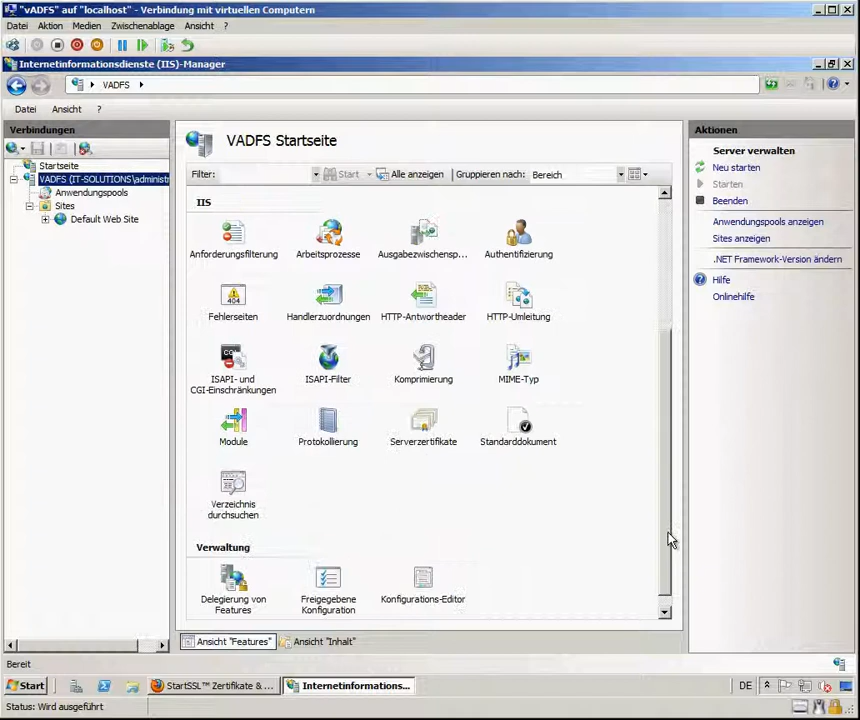 "vADFS" auf "localhost" - Verbindung mit virtuellen Computern
Datei Aktion Medien Zwischenablage Ansicht ?
Internetinformationsdienste (IIS)-Manager
VADFS
Datei Ansicht ?
Verbindungen
Startseite
VADFS (IT-SOLUTIONS\administr
Anwendungspools
Sites
Default Web Site
VADFS Startseite
Filter: Start Alle anzeigen Gruppieren nach: Bereich
IIS
Anforderungsfilterung Arbeitsprozesse Ausgabezwischensp... Authentifizierung
404
Fehlerseiten Handlerzuordnungen HTTP-Antwortheader HTTP-Umleitung
CGI
ISAPI- und CGI-Einschränkungen ISAPI-Filter Komprimierung MIME-Typ
Module Protokollierung Serverzertifikate Standarddokument
Verzeichnis durchsuchen
Verwaltung
Delegierung von Features Freigegebene Konfiguration Konfigurations-Editor
Ansicht "Features" Ansicht "Inhalt"
Aktionen
Server verwalten
Neu starten
Starten
Beenden
Anwendungspools anzeigen
Sites anzeigen
.NET Framework-Version ändern
Hilfe
Onlinehilfe
Bereit
Start StartSSL™ Zertifikate & ... Internetinformations... DE
Status: Wird ausgeführt